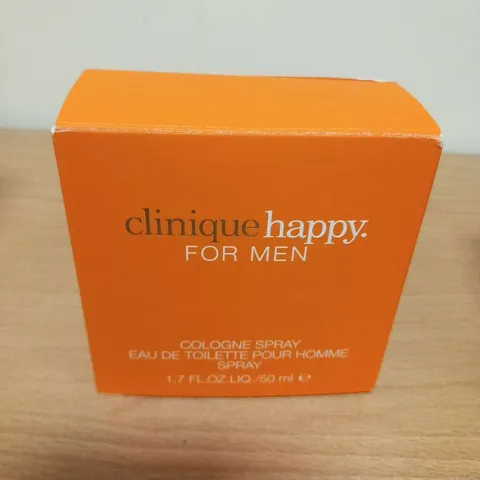 clinique happy.
FOR MEN
COLOGNE SPRAY
EAU DE TOILETTE POUR HOMME
SPRAY
1.7 FL.OZ.LIQ./50 ml ℮